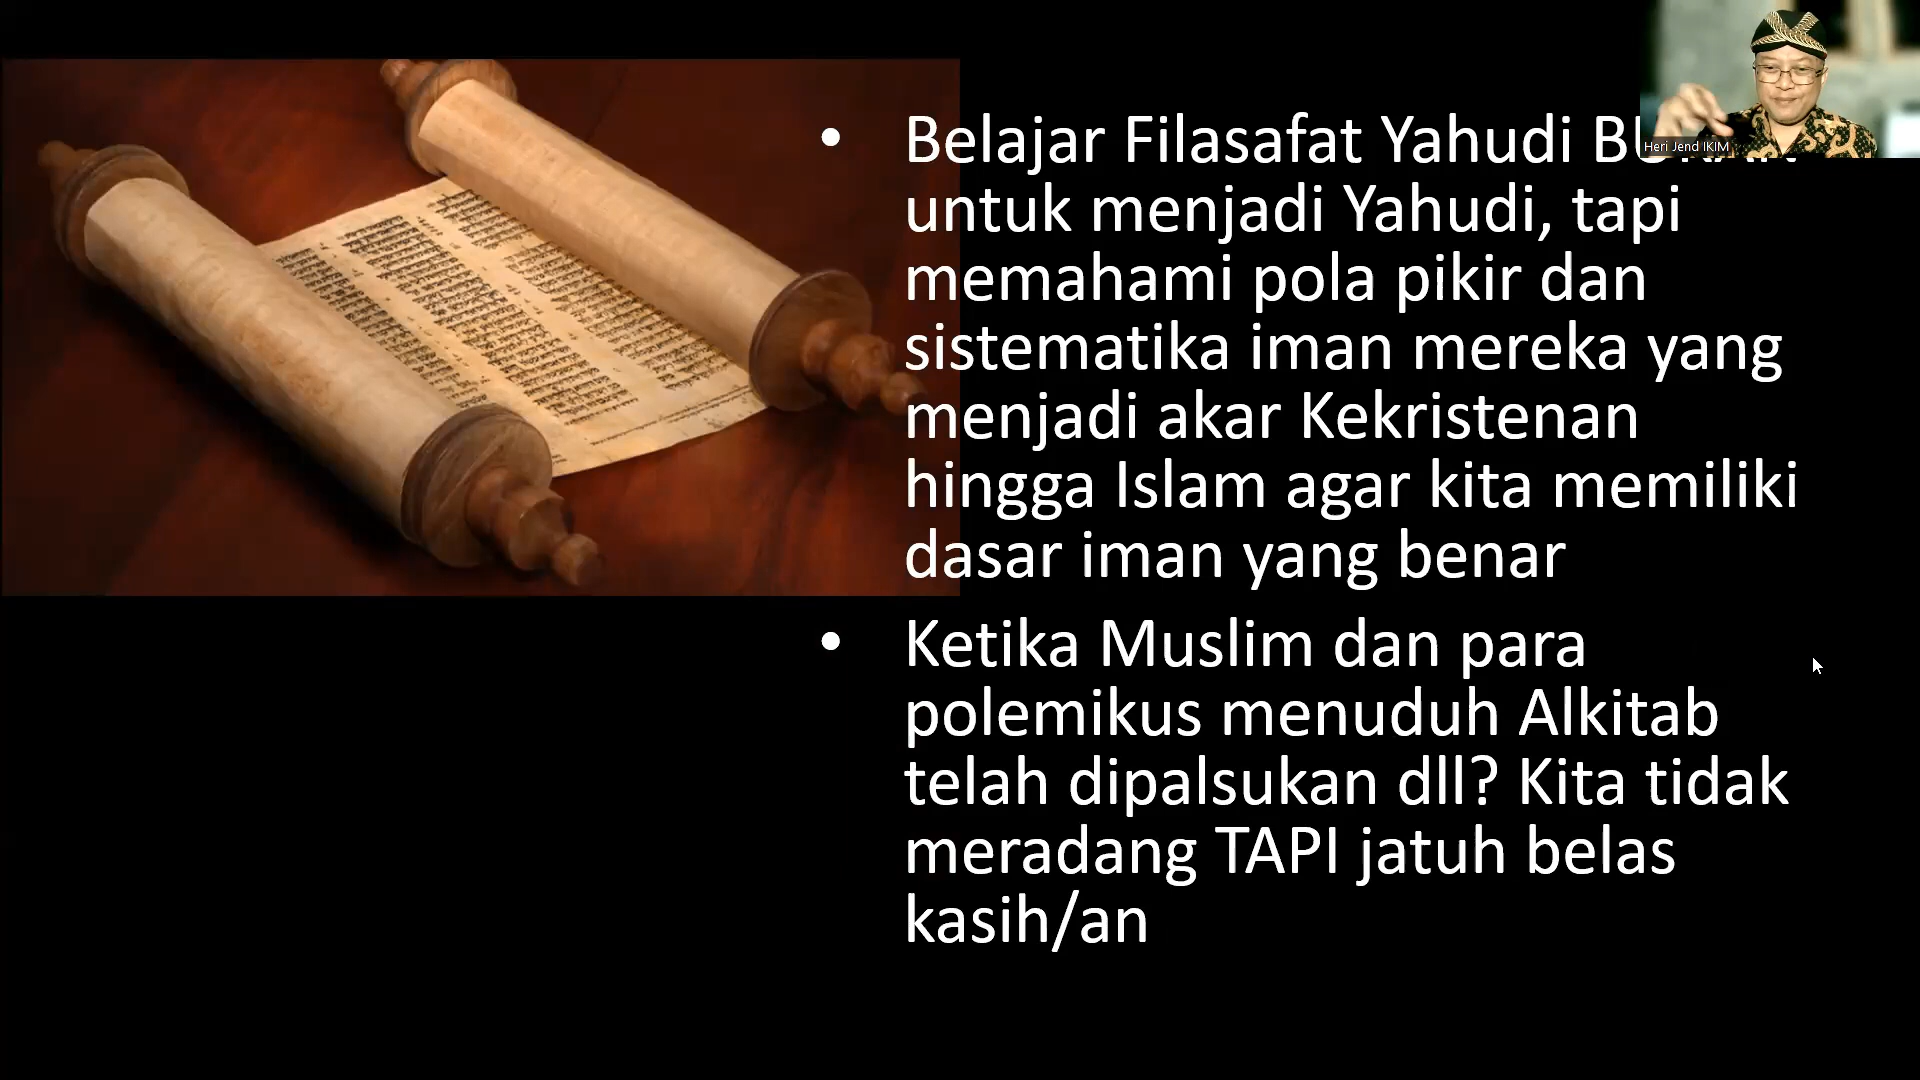 Belajar Filasafat Yahudi
untuk menjadi Yahudi, tapi
memahami pola pikir dan
sistematika iman mereka yang
menjadi akar Kekristenan
hingga Islam agar kita memiliki
dasar iman yang benar
Ketika Muslim dan para
polemikus menuduh Alkitab
telah dipalsukan dll? Kita tidak
meradang TAPI jatuh belas
kasih/an
Heri Jend IKIM